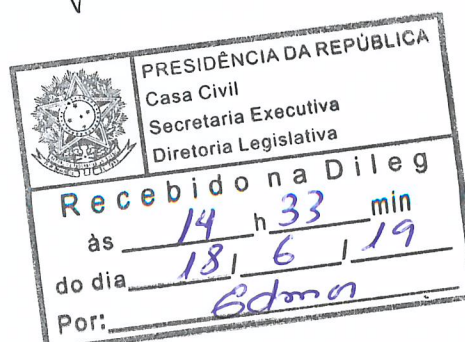 PRESIDÊNCIA DA REPÚBLICA
Casa Civil
Secretaria Executiva
Diretoria Legislativa
Recebido na Dileg
às 14 h 33 min
do dia 18 / 6 / 19
Por: Edmar